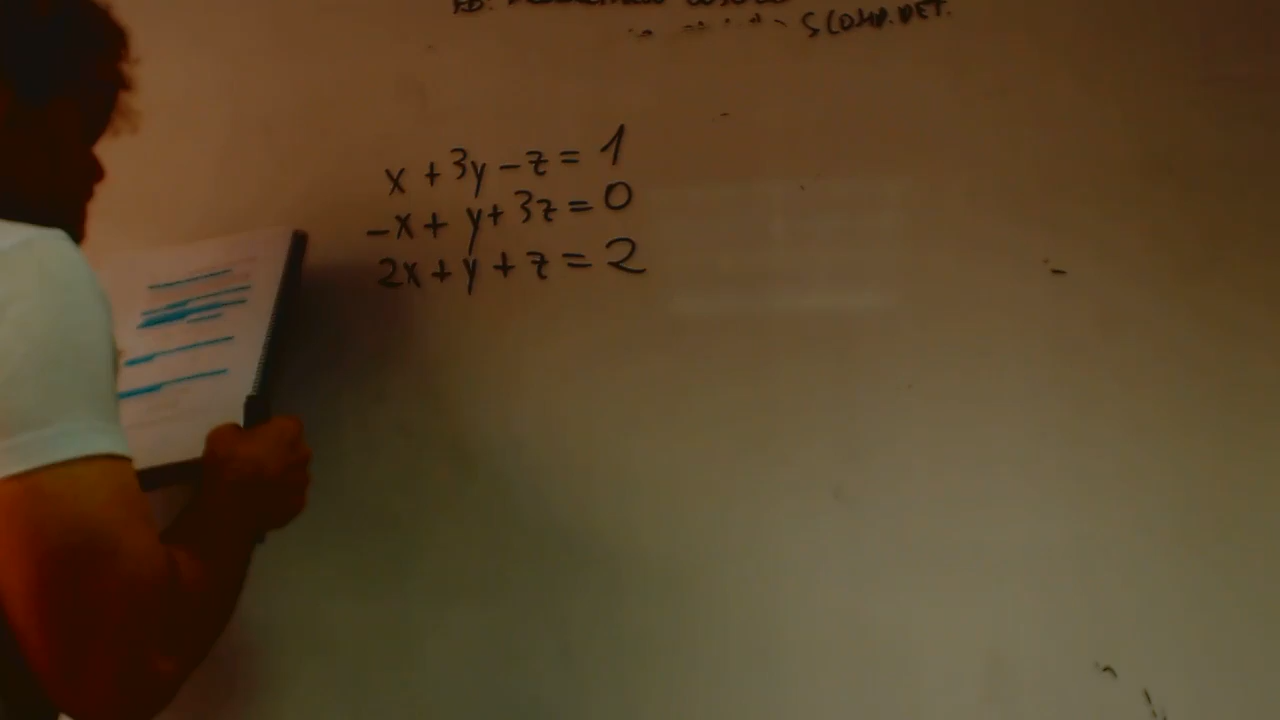 S COMP. DET.
x + 3y - z = 1
-x + y + 3z = 0
2x + y + z = 2